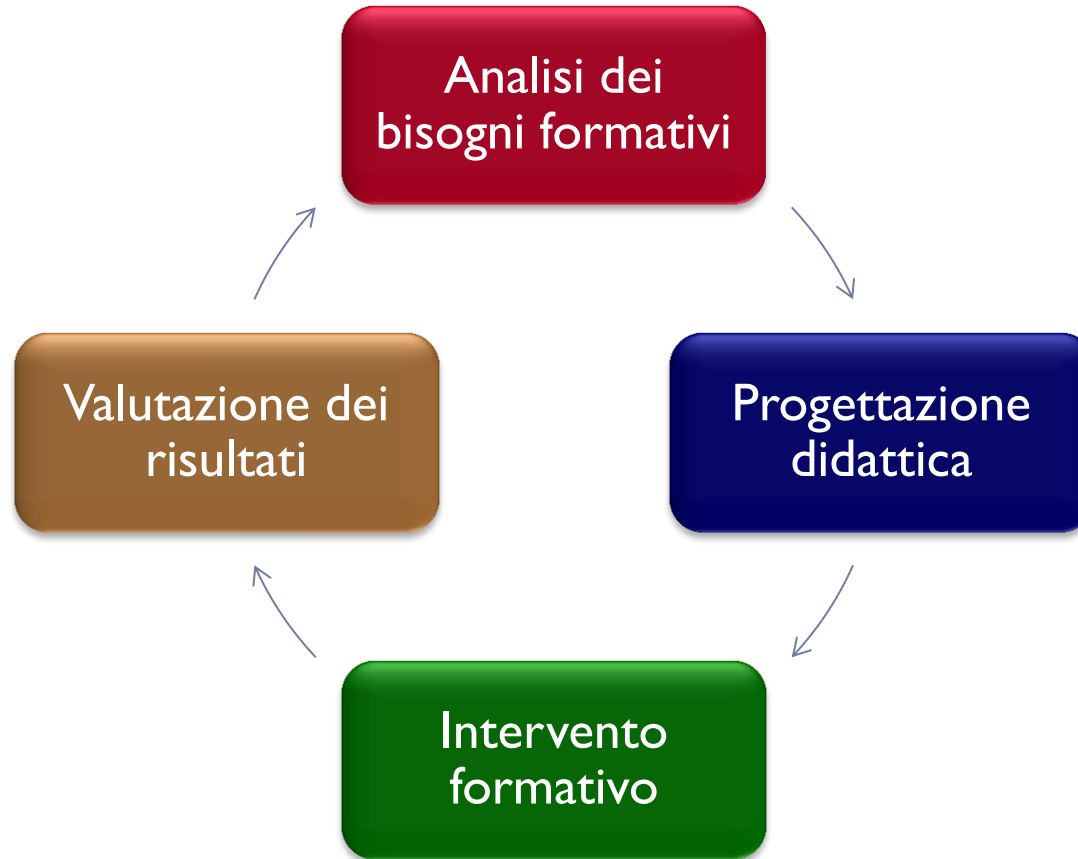 Analisi dei
bisogni formativi
Progettazione
didattica
Intervento
formativo
Valutazione dei
risultati